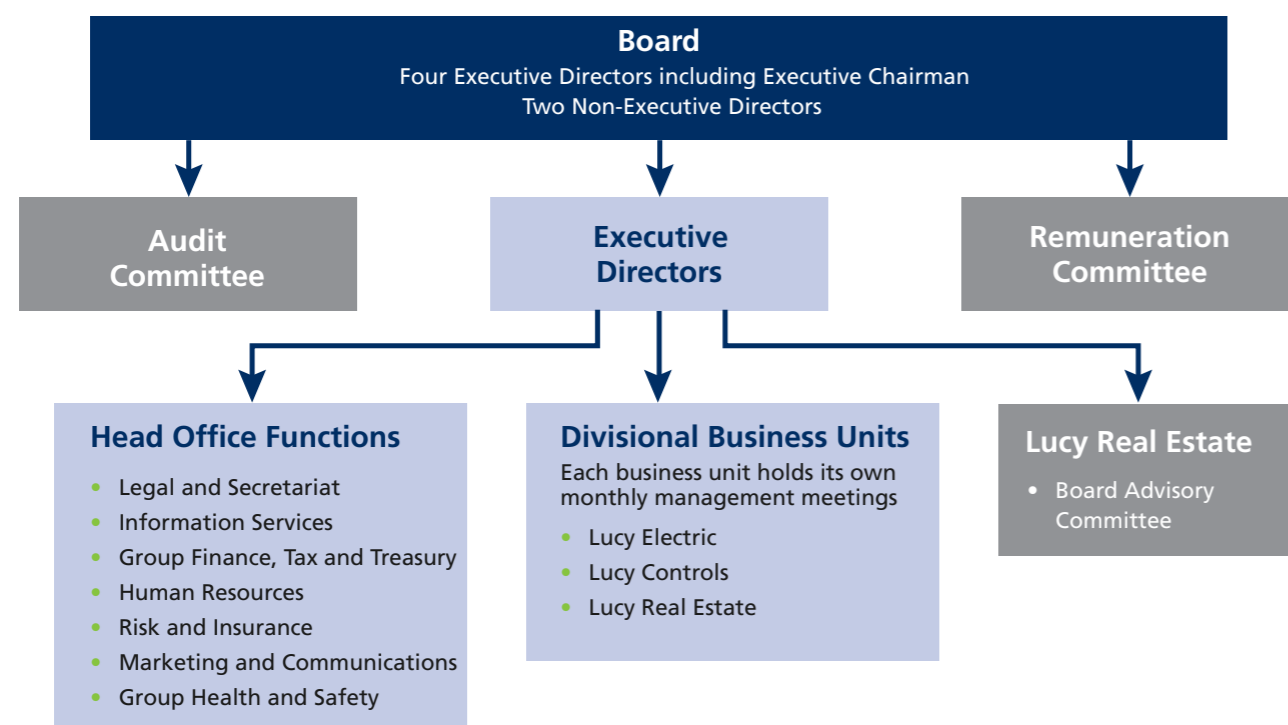 Board
Four Executive Directors including Executive Chairman
Two Non-Executive Directors
Audit
Committee
Executive
Directors
Remuneration
Committee
Head Office Functions
• Legal and Secretariat
• Information Services
• Group Finance, Tax and Treasury
• Human Resources
• Risk and Insurance
• Marketing and Communications
• Group Health and Safety
Divisional Business Units
Each business unit holds its own
monthly management meetings
• Lucy Electric
• Lucy Controls
• Lucy Real Estate
Lucy Real Estate
• Board Advisory
Committee